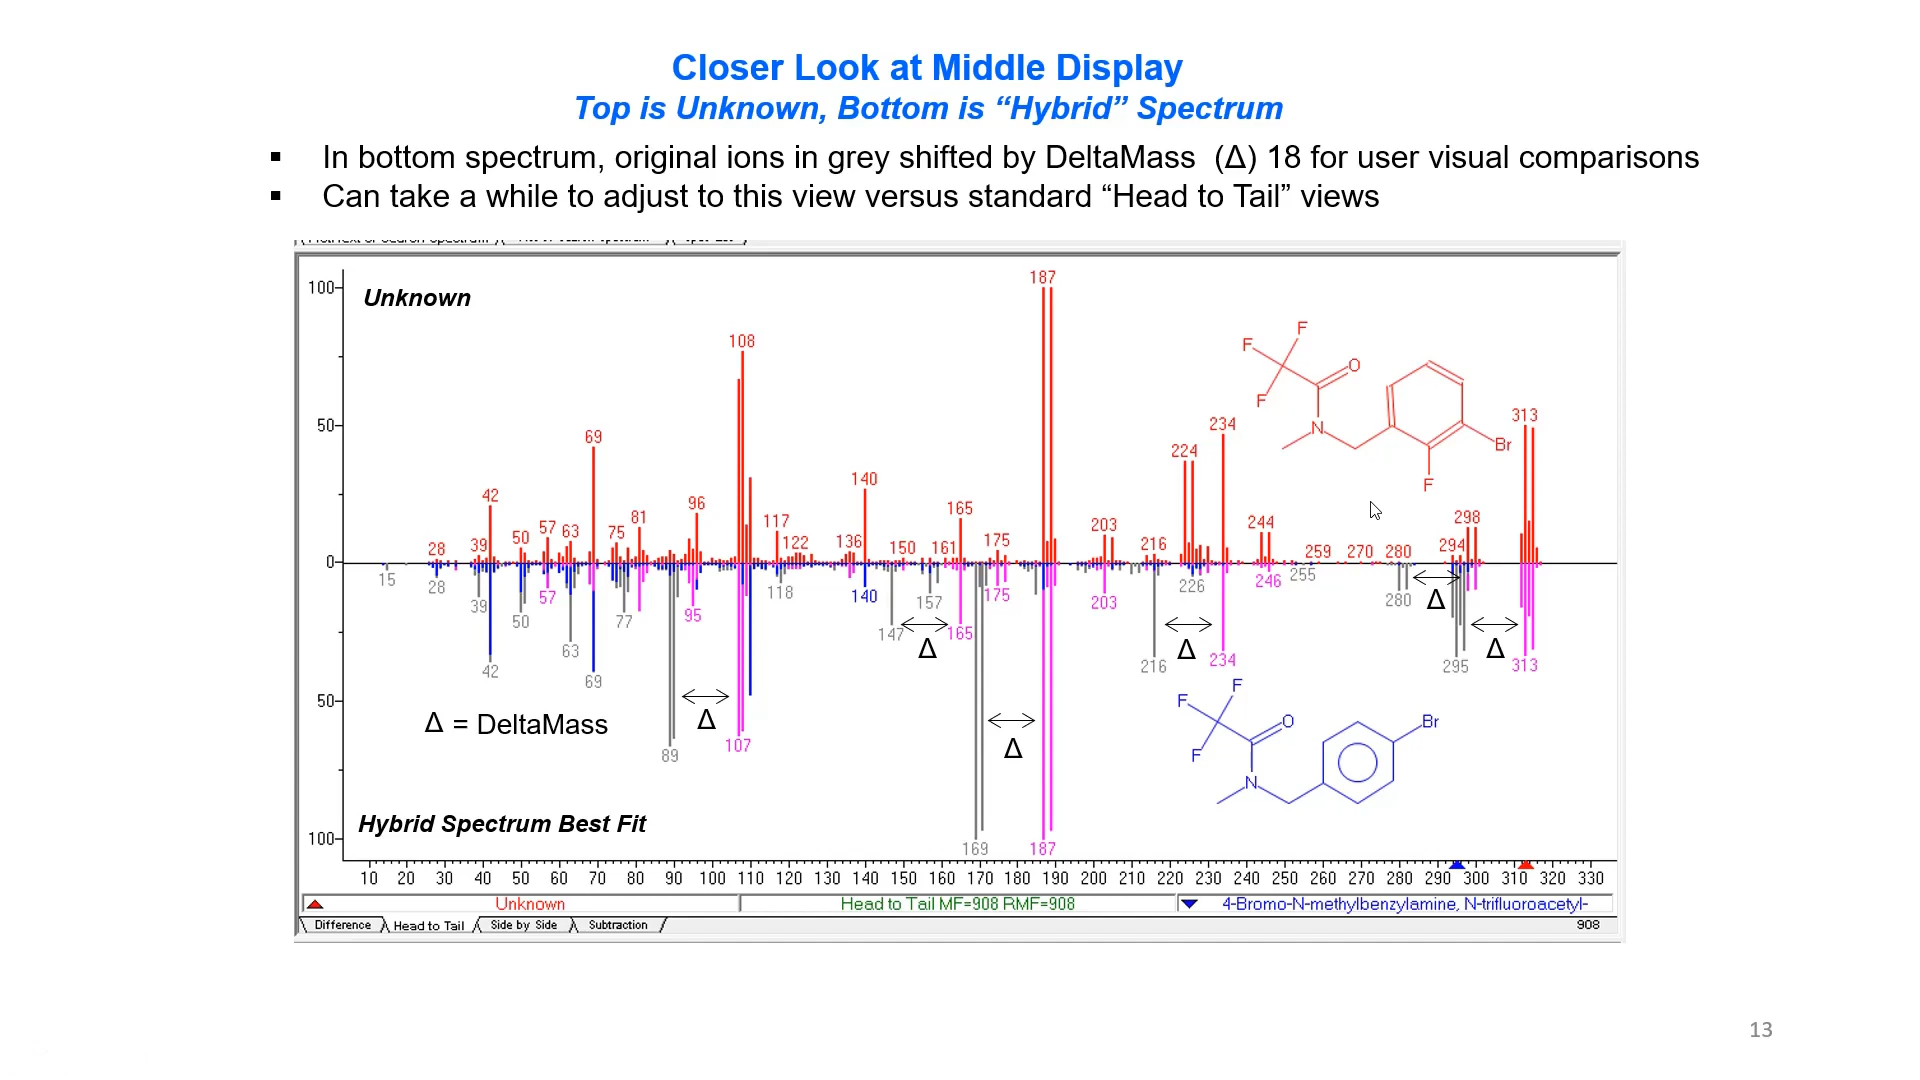 Closer Look at Middle Display
Top is Unknown, Bottom is “Hybrid” Spectrum
▪ In bottom spectrum, original ions in grey shifted by DeltaMass (Δ) 18 for user visual comparisons
▪ Can take a while to adjust to this view versus standard “Head to Tail” views
100
50
0
50
100
Unknown
28 39 42 50 57 63 69 75 81 96 108 117 122 136 140 150 161 165 175 187 203 216 224 234 244 259 270 280 294 298 313
F
F
F
O
N
Br
F
15 28 39 42 50 57 63 69 77 89 95 107 118 140 147 157 165 169 175 187 203 216 226 234 246 255 280 295 313
Δ Δ Δ Δ Δ Δ
Δ = DeltaMass
F
F
F
O
N
Br
Hybrid Spectrum Best Fit
10 20 30 40 50 60 70 80 90 100 110 120 130 140 150 160 170 180 190 200 210 220 230 240 250 260 270 280 290 300 310 320 330
Unknown Head to Tail MF=908 RMF=908 4-Bromo-N-methylbenzylamine, N-trifluoroacetyl-
Difference Head to Tail Side by Side Subtraction 908
13